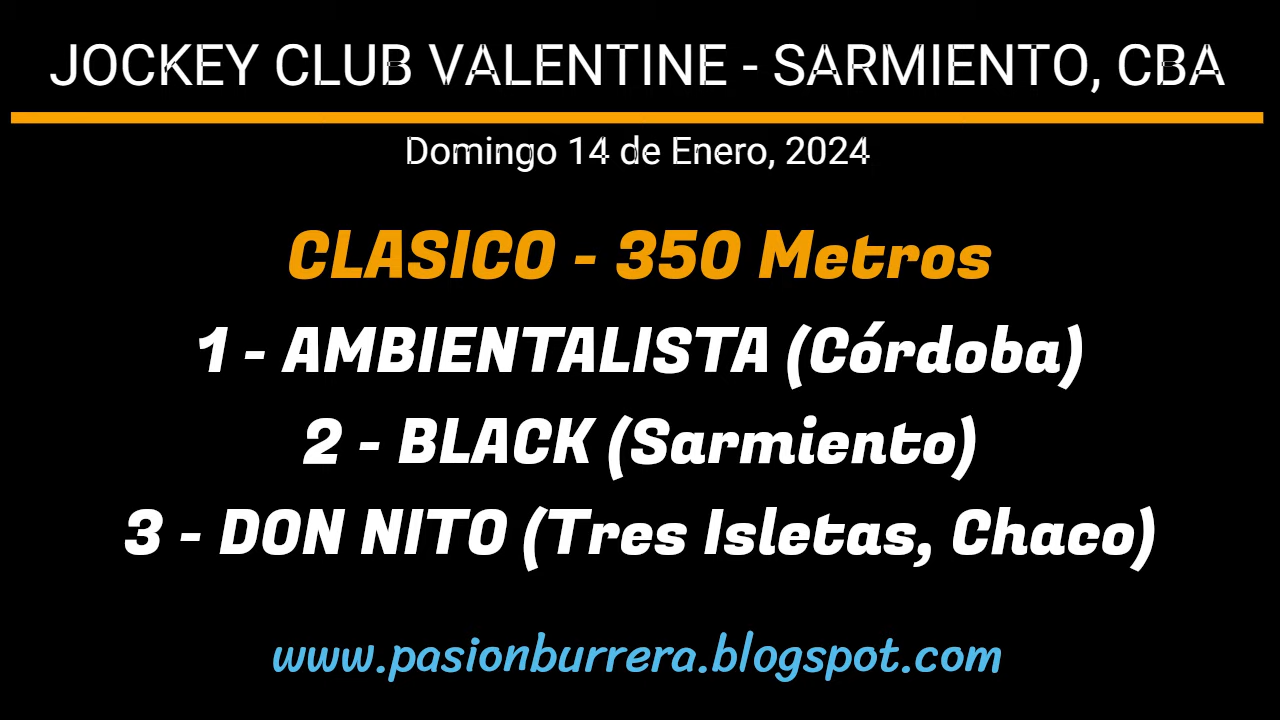 JOCKEY CLUB VALENTINE - SARMIENTO, CBA
Domingo 14 de Enero, 2024
CLASICO - 350 Metros
1 - AMBIENTALISTA (Córdoba)
2 - BLACK (Sarmiento)
3 - DON NITO (Tres Isletas, Chaco)
www.pasionburrera.blogspot.com